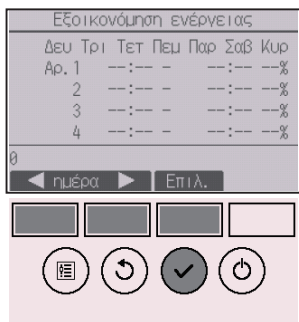 Εξοικονόμηση ενέργειας
Δευ Τρι Τετ Πεμ Παρ Σαβ Κυρ
Αρ. 1 --:-- - --:-- --%
2 --:-- - --:-- --%
3 --:-- - --:-- --%
4 --:-- - --:-- --%
0
◀ ημέρα ▶ Επιλ.